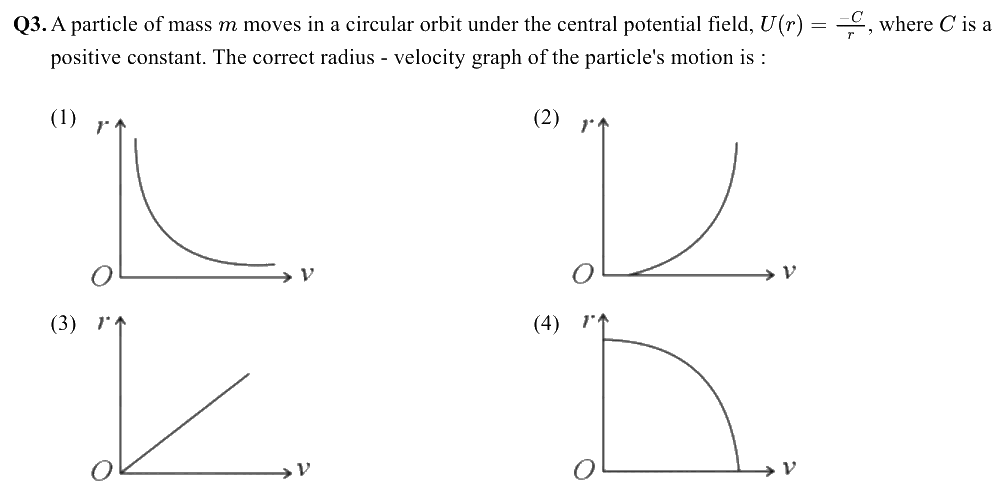 Q3. A particle of mass m moves in a circular orbit under the central potential field, U(r) = −C/r, where C is a
positive constant. The correct radius - velocity graph of the particle's motion is :
(1) r O v
(2) r O v
(3) r O v
(4) r O v